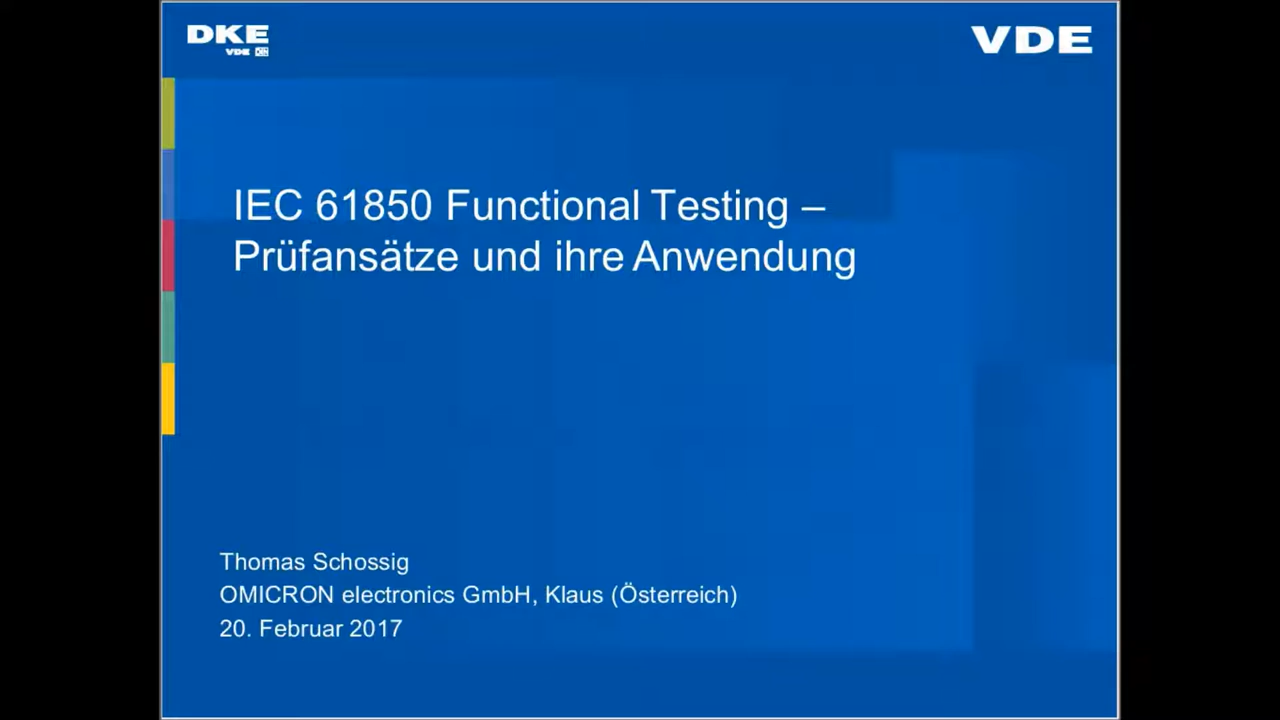 DKE
VDE DIN
VDE
IEC 61850 Functional Testing –
Prüfansätze und ihre Anwendung
Thomas Schossig
OMICRON electronics GmbH, Klaus (Österreich)
20. Februar 2017